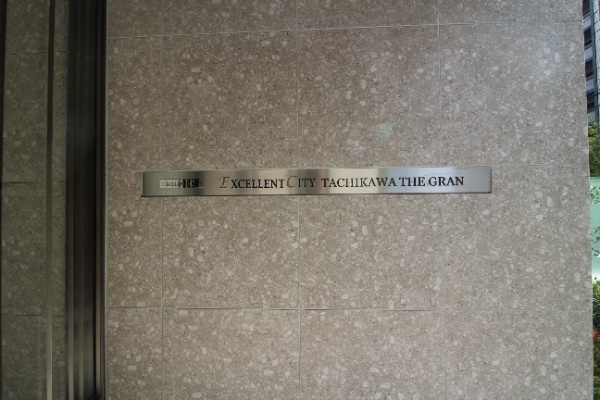 EXCELLENT CITY TACHIKAWA THE GRAN